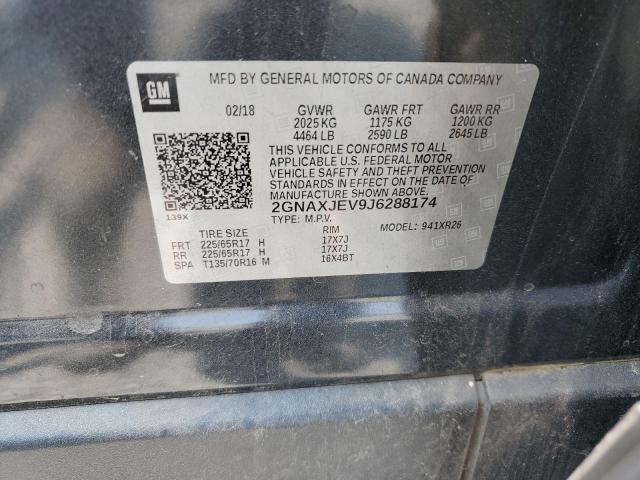 GM
MFD BY GENERAL MOTORS OF CANADA COMPANY
02/18 GVWR GAWR FRT GAWR RR
2025 KG 1175 KG 1200 KG
4464 LB 2590 LB 2645 LB
THIS VEHICLE CONFORMS TO ALL
APPLICABLE U.S. FEDERAL MOTOR
VEHICLE SAFETY AND THEFT PREVENTION
STANDARDS IN EFFECT ON THE DATE OF
MANUFACTURE SHOWN ABOVE.
139X
2GNAXJEV9J6288174
TYPE: M.P.V. MODEL: 941XR26
TIRE SIZE RIM
FRT 225/65R17 H 17X7J
RR 225/65R17 H 17X7J
SPA T135/70R16 M 16X4BT